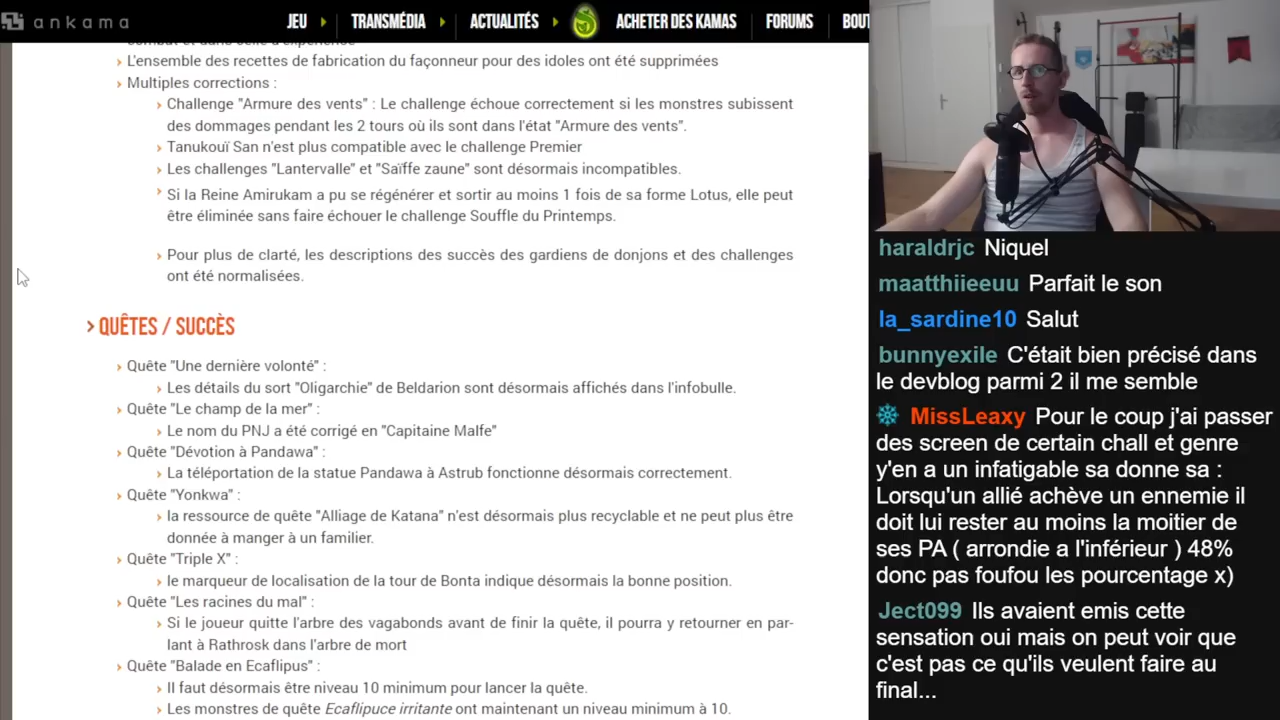 ankama
JEU
TRANSMÉDIA
ACTUALITÉS
ACHETER DES KAMAS
FORUMS
BOUT
combat et dans celle d'expérience
L'ensemble des recettes de fabrication du façonneur pour des idoles ont été supprimées
Multiples corrections :
Challenge "Armure des vents" : Le challenge échoue correctement si les monstres subissent
des dommages pendant les 2 tours où ils sont dans l'état "Armure des vents".
Tanukouï San n'est plus compatible avec le challenge Premier
Les challenges "Lantervalle" et "Saïffe zaune" sont désormais incompatibles.
Si la Reine Amirukam a pu se régénérer et sortir au moins 1 fois de sa forme Lotus, elle peut
être éliminée sans faire échouer le challenge Souffle du Printemps.
Pour plus de clarté, les descriptions des succès des gardiens de donjons et des challenges
ont été normalisées.
QUÊTES / SUCCÈS
Quête "Une dernière volonté" :
Les détails du sort "Oligarchie" de Beldarion sont désormais affichés dans l'infobulle.
Quête "Le champ de la mer" :
Le nom du PNJ a été corrigé en "Capitaine Malfe"
Quête "Dévotion à Pandawa" :
La téléportation de la statue Pandawa à Astrub fonctionne désormais correctement.
Quête "Yonkwa" :
la ressource de quête "Alliage de Katana" n'est désormais plus recyclable et ne peut plus être
donnée à manger à un familier.
Quête "Triple X" :
le marqueur de localisation de la tour de Bonta indique désormais la bonne position.
Quête "Les racines du mal" :
Si le joueur quitte l'arbre des vagabonds avant de finir la quête, il pourra y retourner en par-
lant à Rathrosk dans l'arbre de mort
Quête "Balade en Ecaflipus" :
Il faut désormais être niveau 10 minimum pour lancer la quête.
Les monstres de quête Ecaflipuce irritante ont maintenant un niveau minimum à 10.
haraldrjc Niquel
maatthiieeuu Parfait le son
la_sardine10 Salut
bunnyexile C'était bien précisé dans
le devblog parmi 2 il me semble
MissLeaxy Pour le coup j'ai passer
des screen de certain chall et genre
y'en a un infatigable sa donne sa :
Lorsqu'un allié achève un ennemie il
doit lui rester au moins la moitier de
ses PA ( arrondie a l'inférieur ) 48%
donc pas foufou les pourcentage x)
Ject099 Ils avaient emis cette
sensation oui mais on peut voir que
c'est pas ce qu'ils veulent faire au
final...